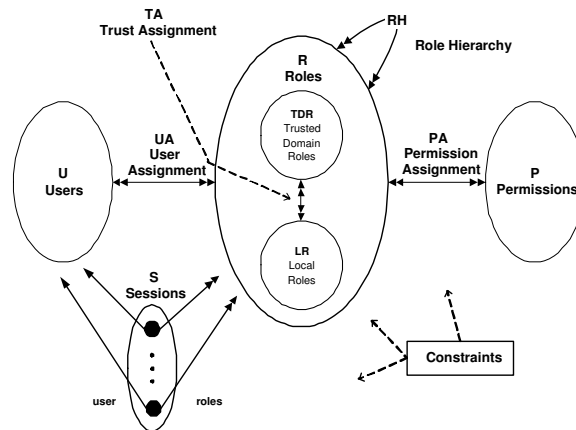 TA
Trust Assignment
RH
Role Hierarchy
R
Roles
TDR
Trusted
Domain
Roles
UA
User
Assignment
PA
Permission
Assignment
U
Users
P
Permissions
LR
Local
Roles
S
Sessions
Constraints
user
roles